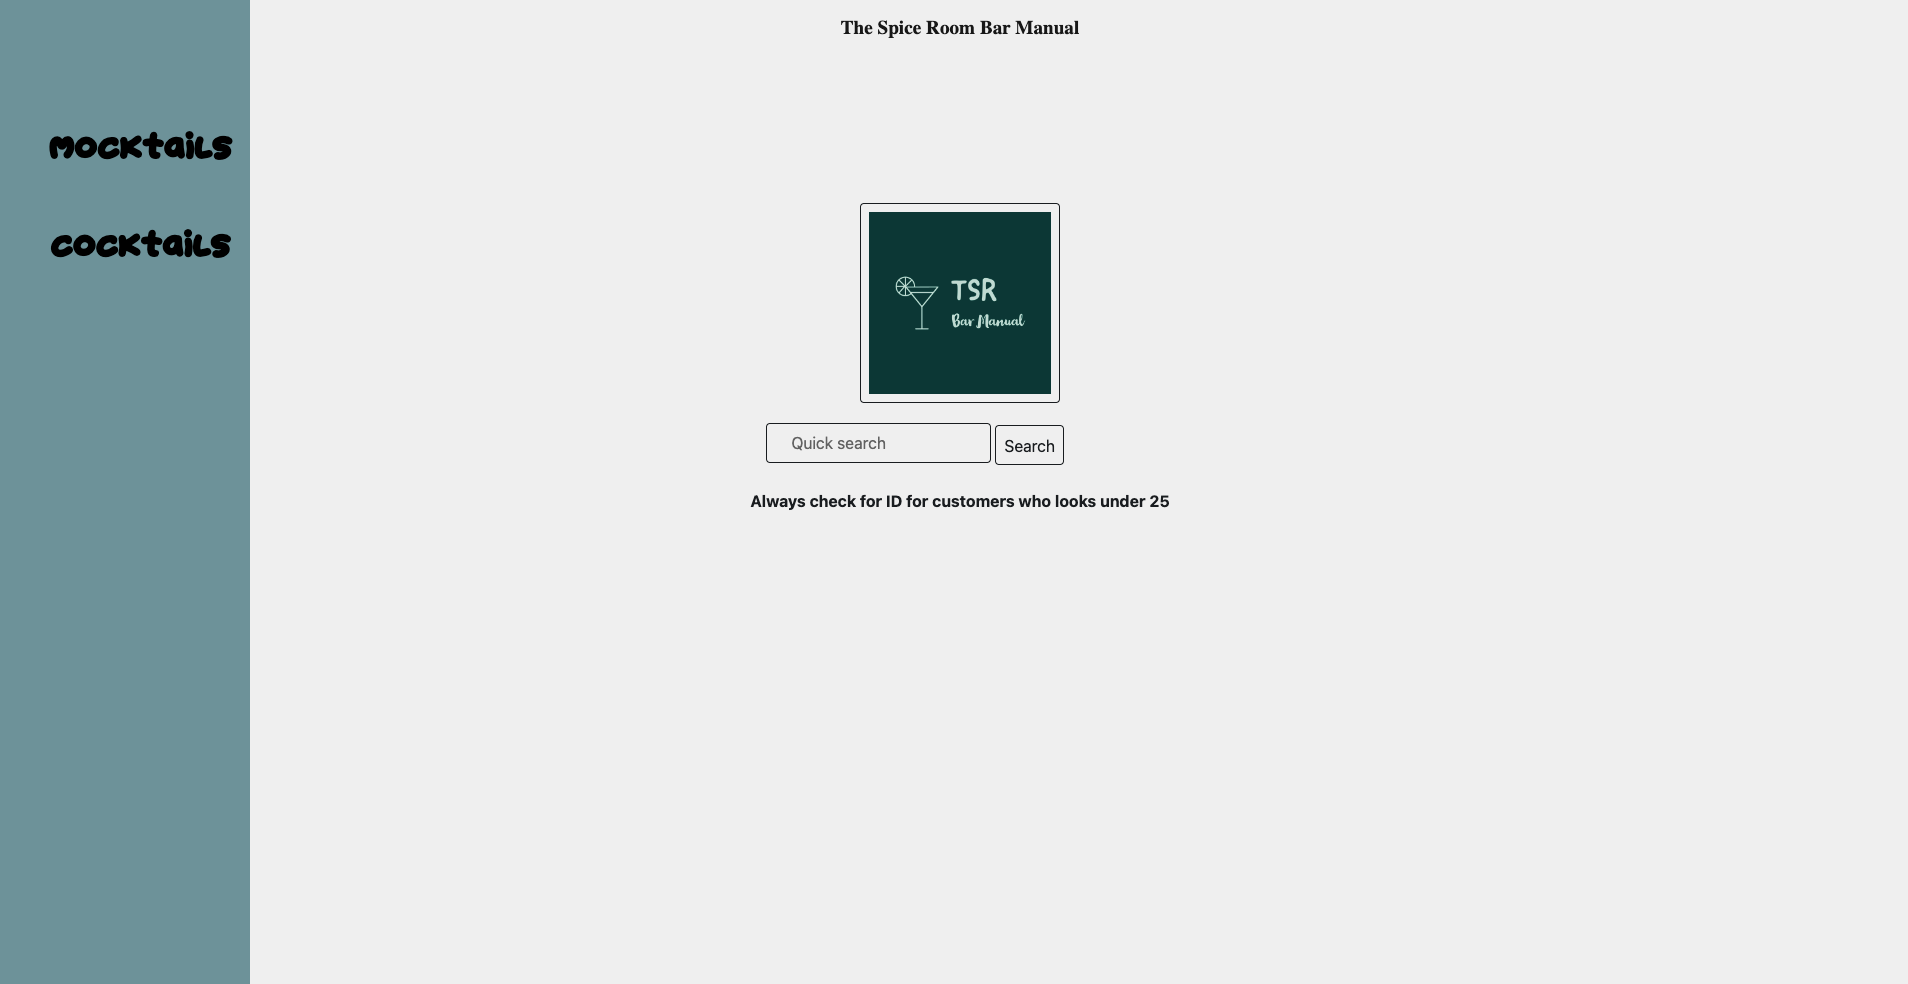 The Spice Room Bar Manual
mocktails
cocktails
TSR
Bar Manual
Quick search
Search
Always check for ID for customers who looks under 25